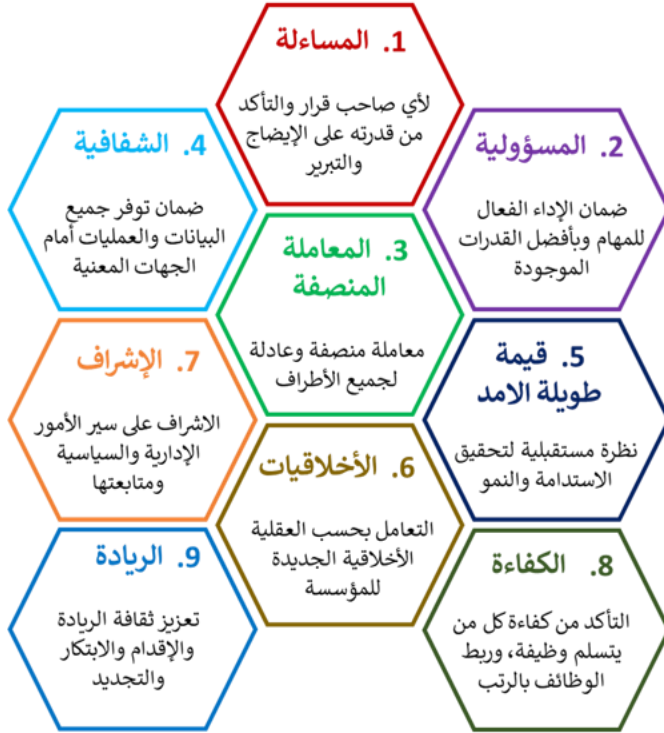 1. المساءلة
لأي صاحب قرار والتأكد
من قدرته على الإيضاح
والتبرير
2. المسؤولية
ضمان الإداء الفعال
للمهام وبأفضل القدرات
الموجودة
3. المعاملة
المنصفة
معاملة منصفة وعادلة
لجميع الأطراف
4. الشفافية
ضمان توفر جميع
البيانات والعمليات أمام
الجهات المعنية
5. قيمة
طويلة الامد
نظرة مستقبلية لتحقيق
الاستدامة والنمو
6. الأخلاقيات
التعامل بحسب العقلية
الأخلاقية الجديدة
للمؤسسة
7. الإشراف
الاشراف على سير الأمور
الإدارية والسياسية
ومتابعتها
8. الكفاءة
التأكد من كفاءة كل من
يتسلم وظيفة، وربط
الوظائف بالرتب
9. الريادة
تعزيز ثقافة الريادة
والإقدام والابتكار
والتجديد